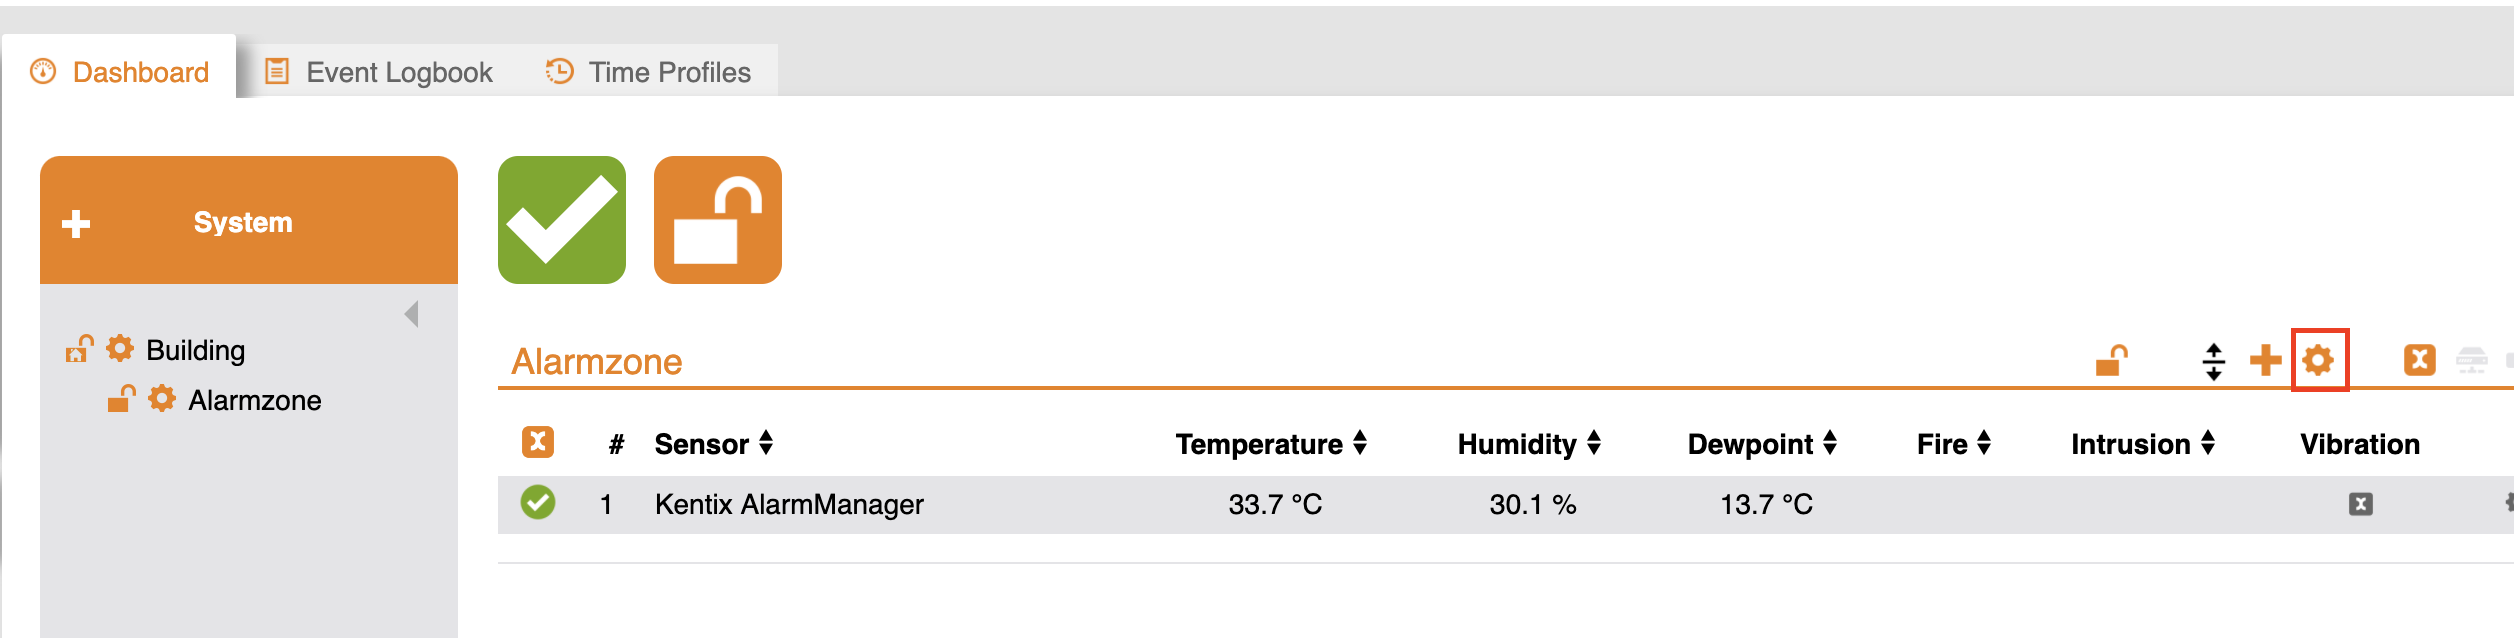 Dashboard Event Logbook Time Profiles
System
Building
Alarmzone
Alarmzone
# Sensor Temperature Humidity Dewpoint Fire Intrusion Vibration
1 Kentix AlarmManager 33.7 °C 30.1 % 13.7 °C